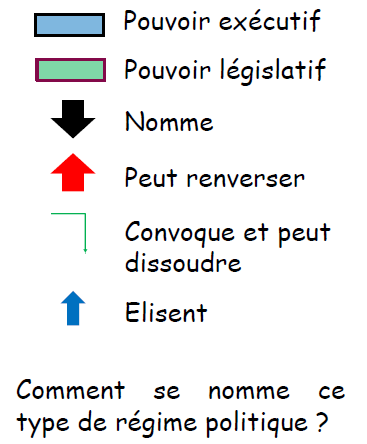 Pouvoir exécutif
Pouvoir législatif
Nomme
Peut renverser
Convoque et peut
dissoudre
Elisent
Comment se nomme ce
type de régime politique ?